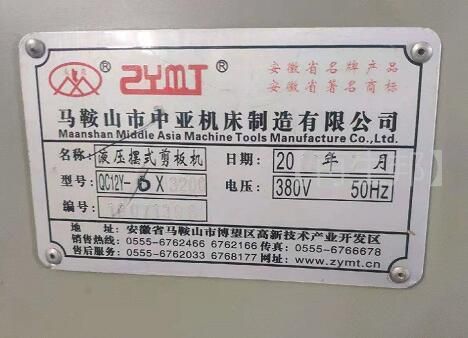 ® ZYMT ® 安徽省名牌产品
安徽省著名商标
马鞍山市中亚机床制造有限公司
Maanshan Middle Asia Machine Tools Manufacture Co.,Ltd.
名称: 液压摆式剪板机 日期: 20 年 月
型号: QC12Y-6X3200 电压: 380V 50Hz
编号:
地 址: 安徽省马鞍山市博望区高新技术产业开发区
销售热线: 0555-6762466 6762166 传真: 0555-6766678
售后服务: 0555-6762033 6768177 网址: www.zymt.cn